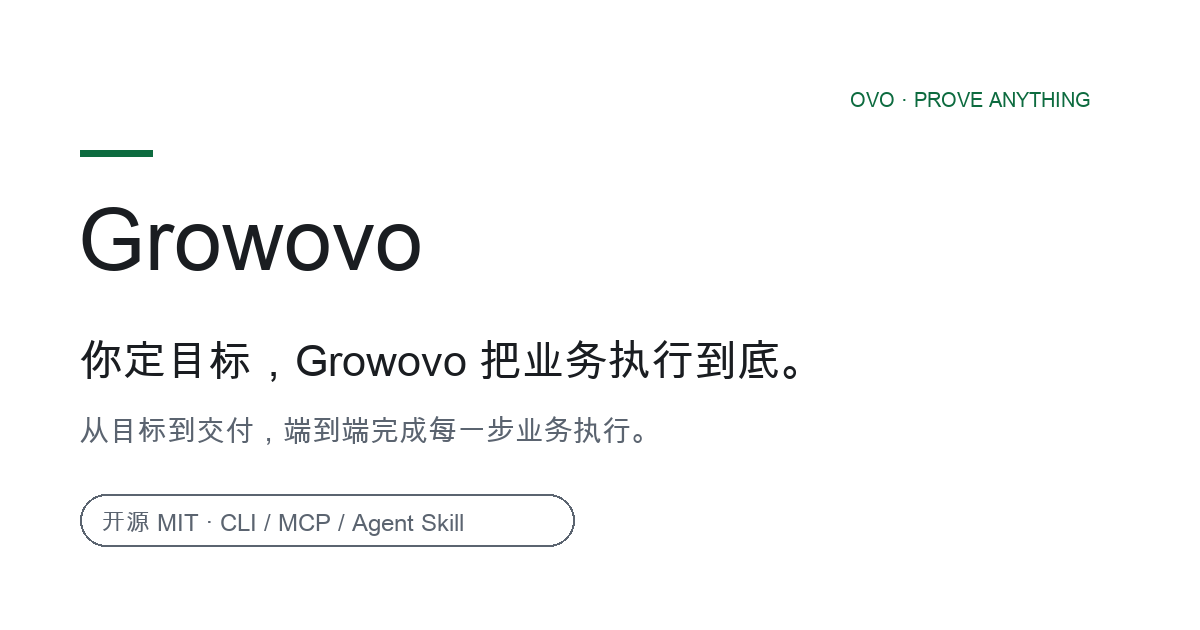 OVO · PROVE ANYTHING
Growovo
你定目标，Growovo 把业务执行到底。
从目标到交付，端到端完成每一步业务执行。
开源 MIT · CLI / MCP / Agent Skill